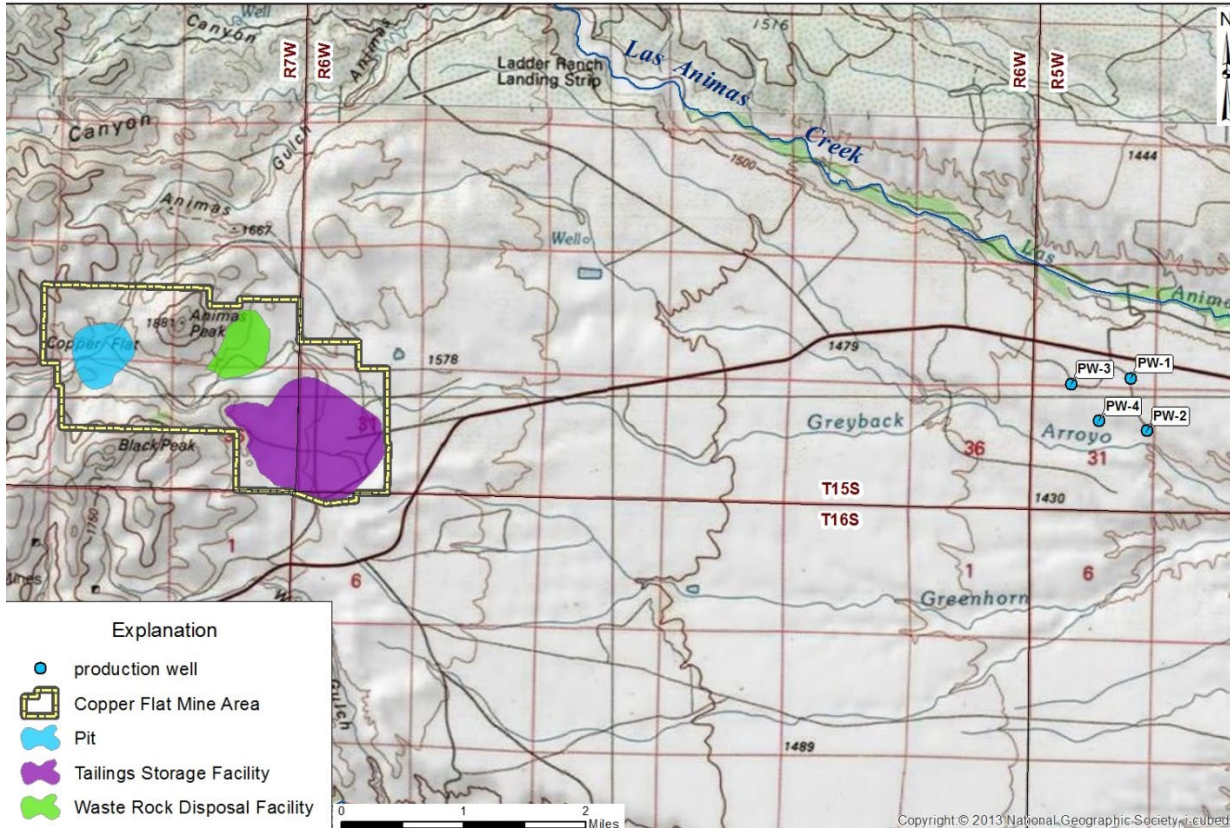 Well
Canyon
Animas
R7W
R6W
Ladder Ranch
Landing Strip
1516
Las Animas
Creek
R6W
R5W
N
Canyon
Gulch
1500
1444
Animas
1667
Well
Las
Animas
1881
Animas
Peak
Copper Flat
1578
1479
PW-3
PW-1
PW-4
PW-2
31
Greyback
Arroyo
36
31
Black Peak
T15S
T16S
1430
1750
1
6
1
6
Greenhorn
Gulch
1489
Explanation
production well
Copper Flat Mine Area
Pit
Tailings Storage Facility
Waste Rock Disposal Facility
0 1 2
Miles
Copyright © 2013 National Geographic Society, i-cubed